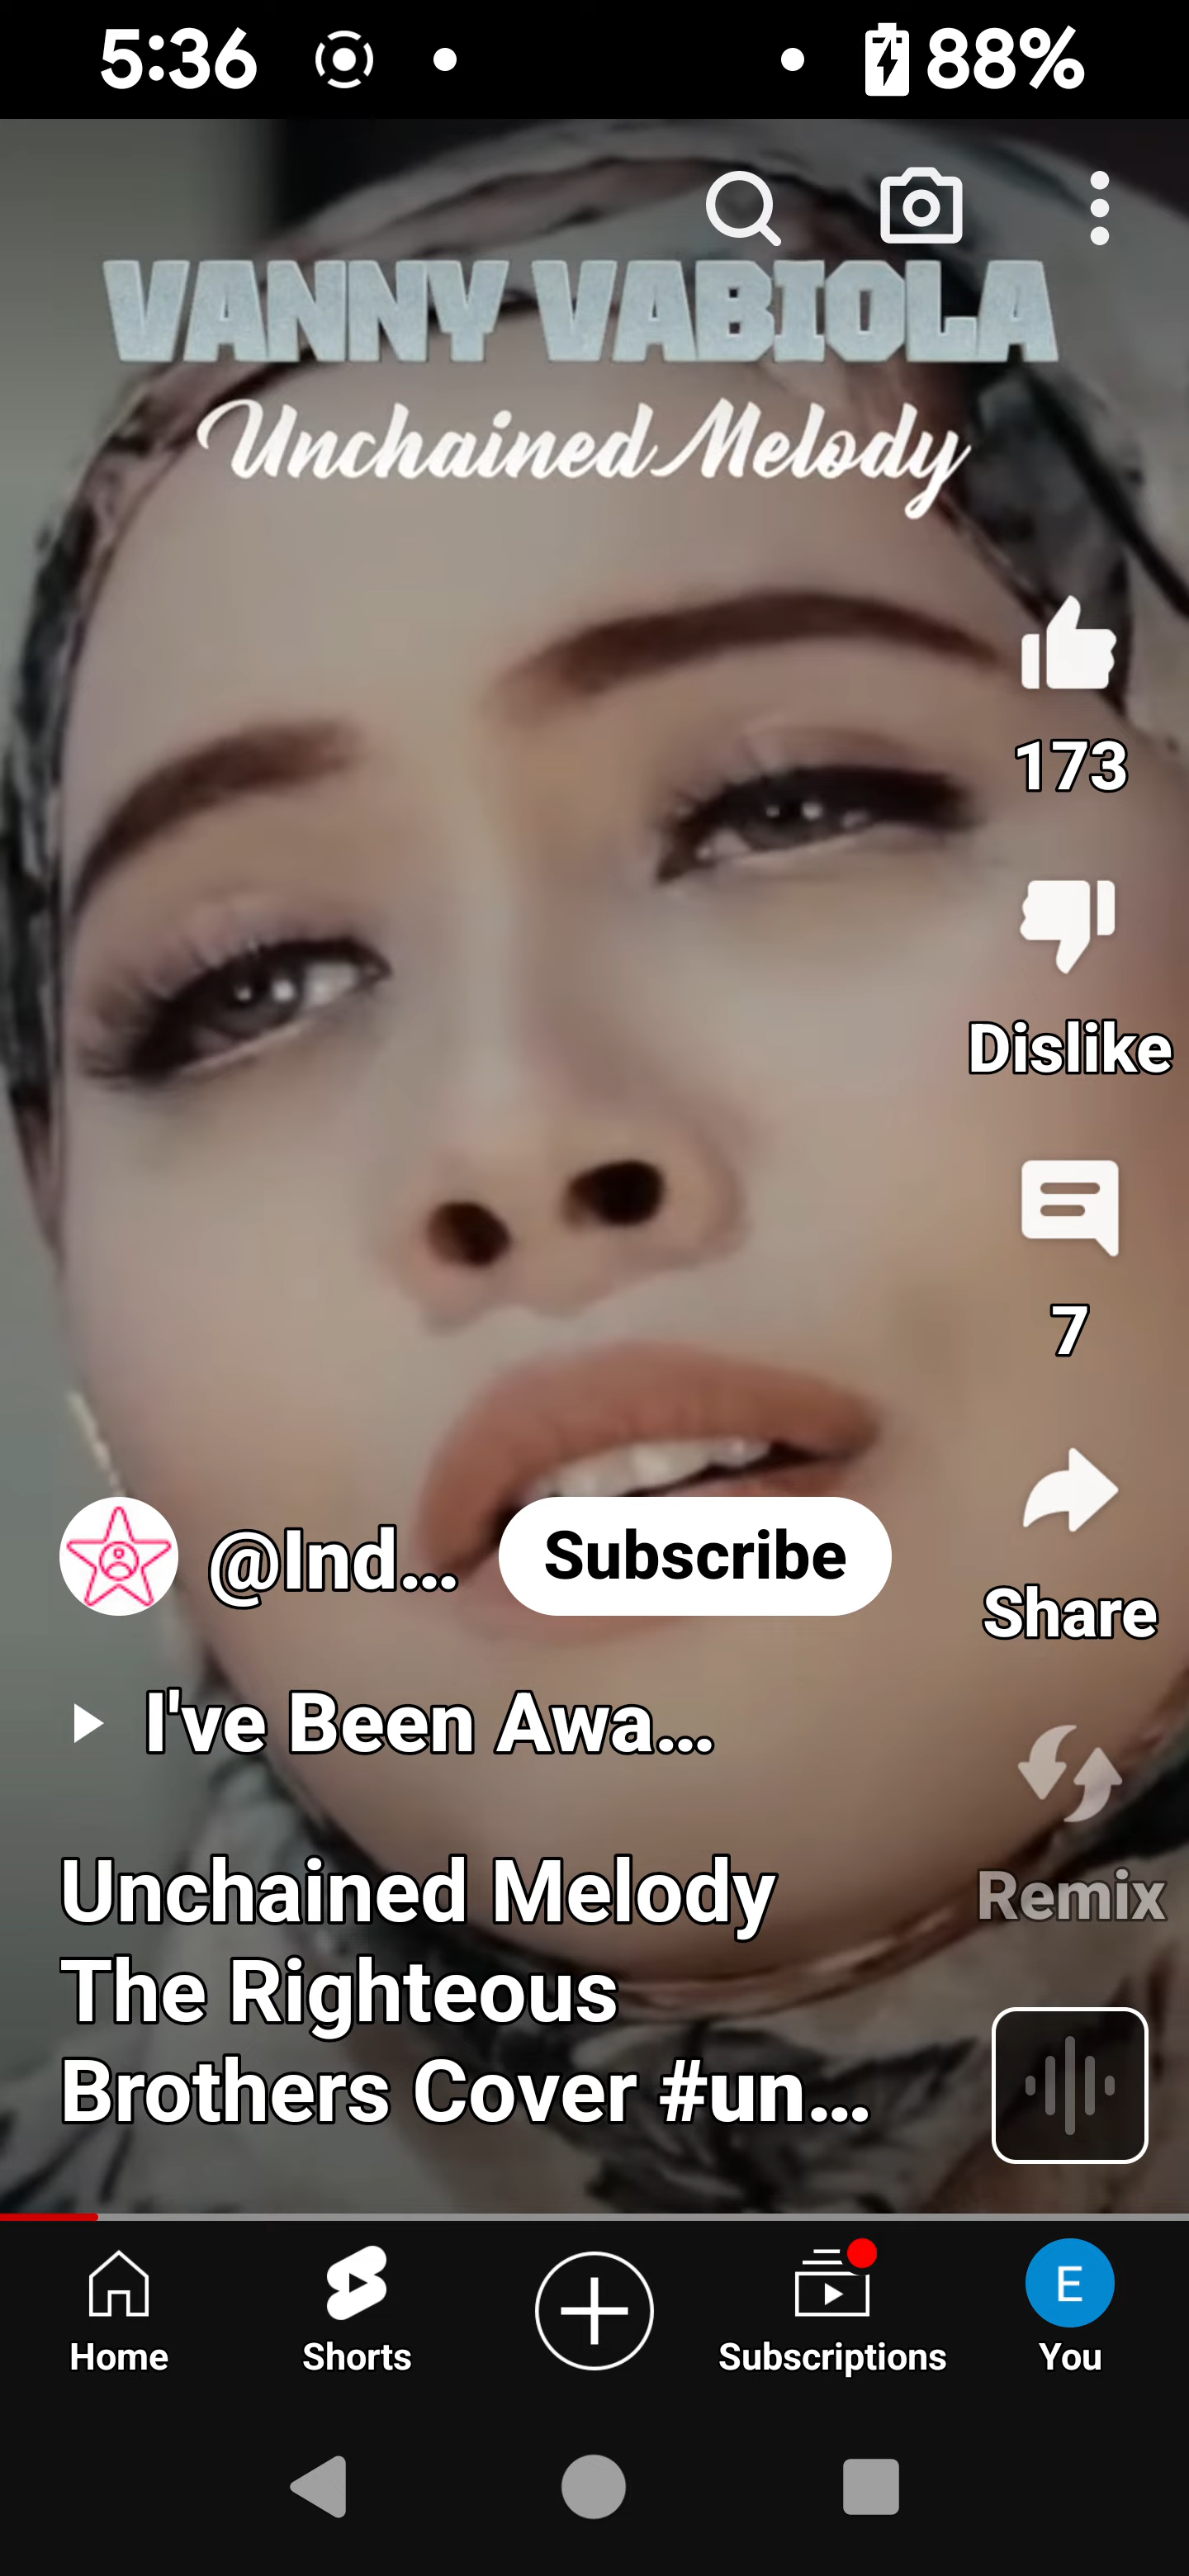 5:36 88%
VANNY VABIOLA
Unchained Melody
173
Dislike
7
Share
@Ind... Subscribe
I've Been Awa...
Remix
Unchained Melody
The Righteous
Brothers Cover #un...
Home Shorts Subscriptions E You